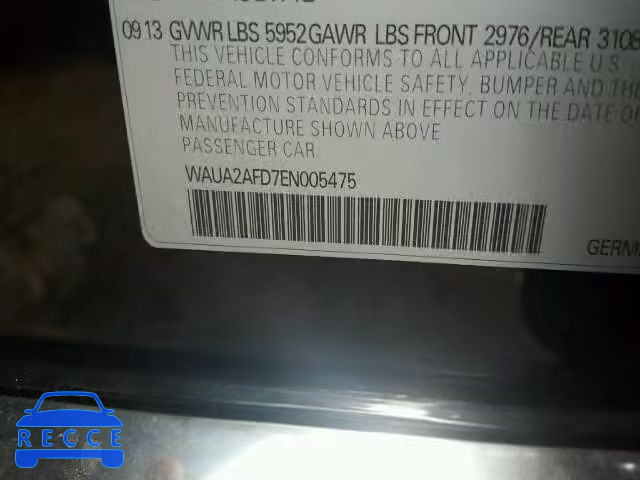 09 13 GVWR LBS 5952 GAWR LBS FRONT 2976/REAR 3108
THIS VEHICLE CONFORMS TO ALL APPLICABLE U S
FEDERAL MOTOR VEHICLE SAFETY, BUMPER AND THE
PREVENTION STANDARDS IN EFFECT ON THE DATE OF
MANUFACTURE SHOWN ABOVE
PASSENGER CAR
WAUA2AFD7EN005475
GERM
RECCE